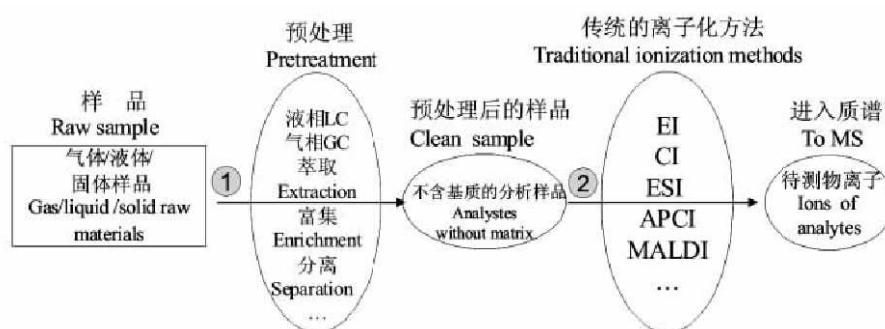 样 品
Raw sample
气体/液体/
固体样品
Gas/liquid /solid raw
materials
①
预处理
Pretreatment
液相LC
气相GC
萃取
Extraction
富集
Enrichment
分离
Separation
...
预处理后的样品
Clean sample
不含基质的分析样品
Analystes
without matrix
②
传统的离子化方法
Traditional ionization methods
EI
CI
ESI
APCI
MALDI
...
进入质谱
To MS
待测物离子
Ions of
analytes